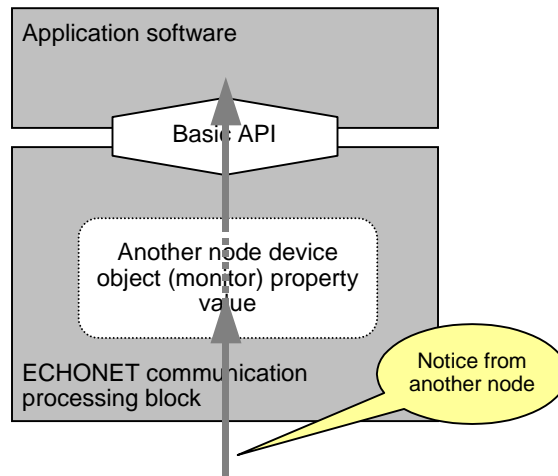 Application software
Basic API
Another node device
object (monitor) property
value
Notice from
another node
ECHONET communication
processing block